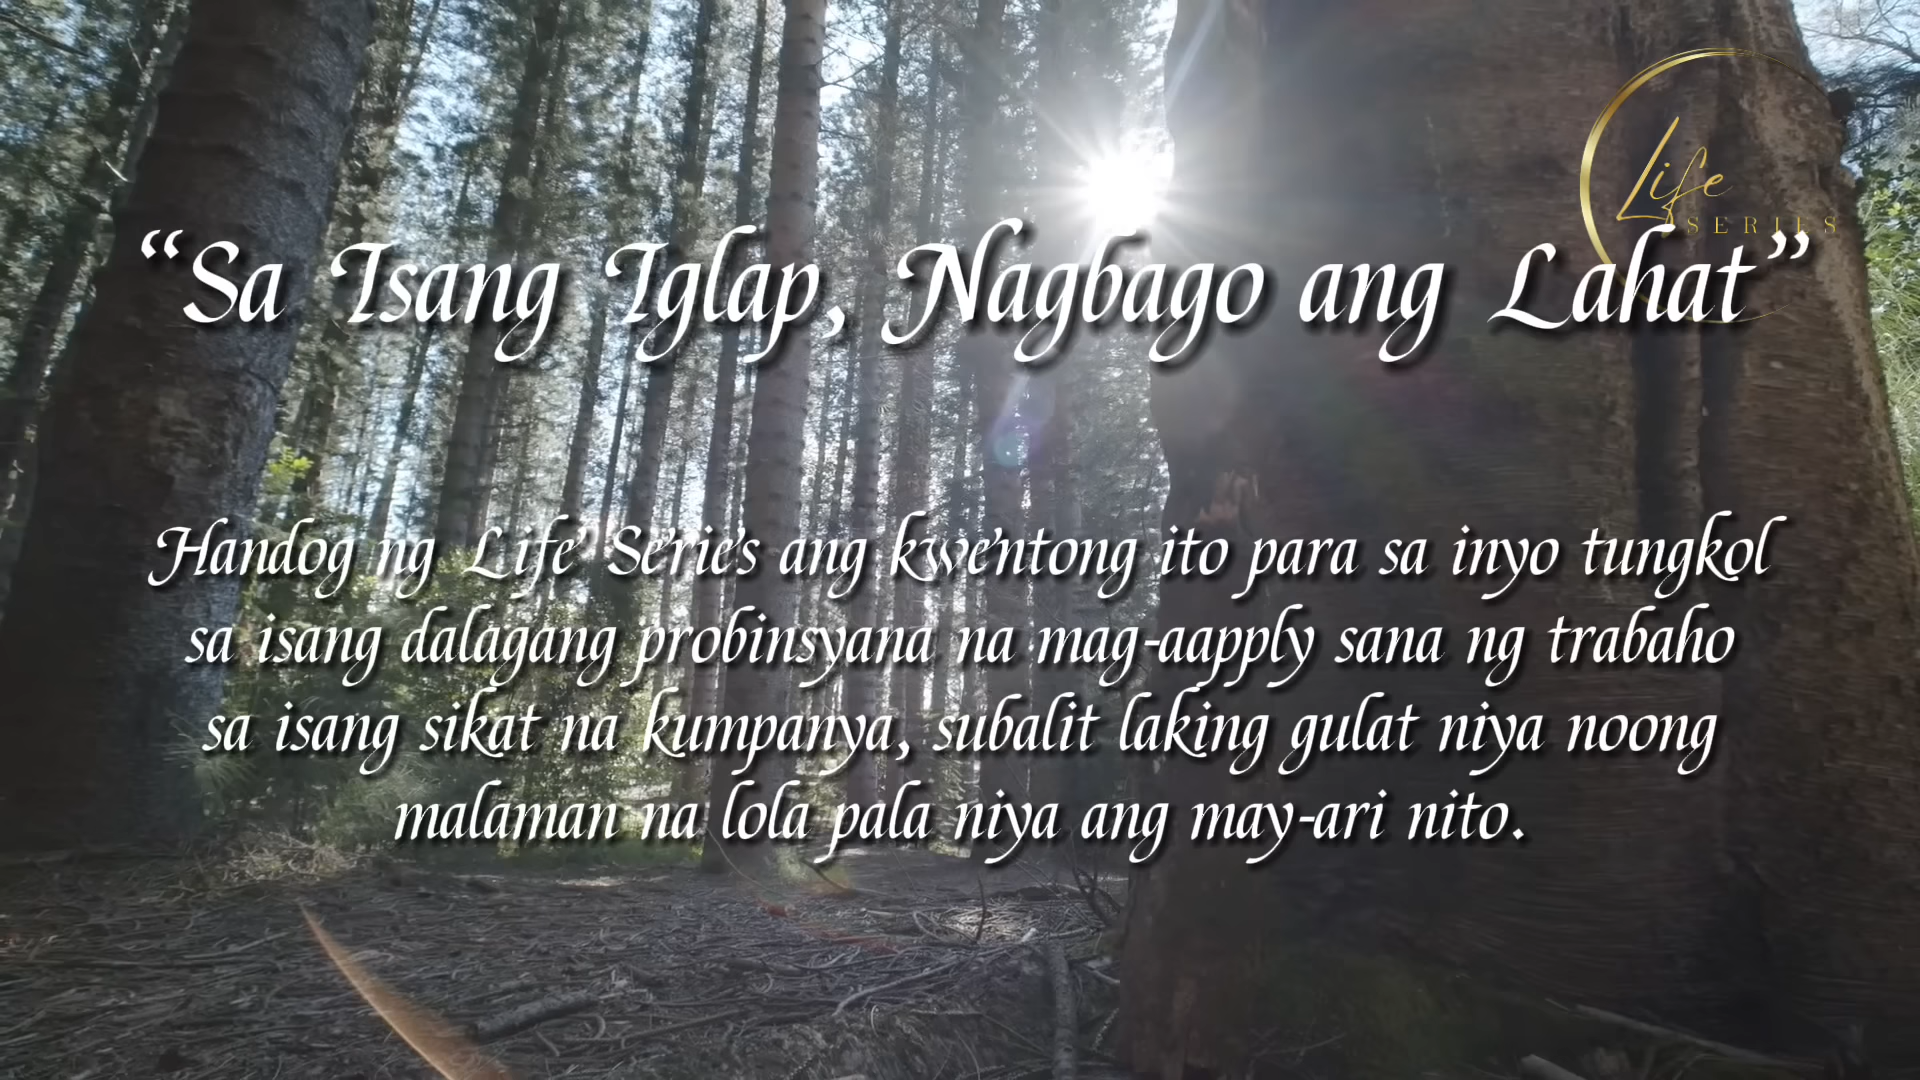 Life
SERIES
“Sa Isang Iglap, Nagbago ang Lahat”
Handog ng Life Series ang kwentong ito para sa inyo tungkol
sa isang dalagang probinsyana na mag-aapply sana ng trabaho
sa isang sikat na kumpanya, subalit laking gulat niya noong
malaman na lola pala niya ang may-ari nito.